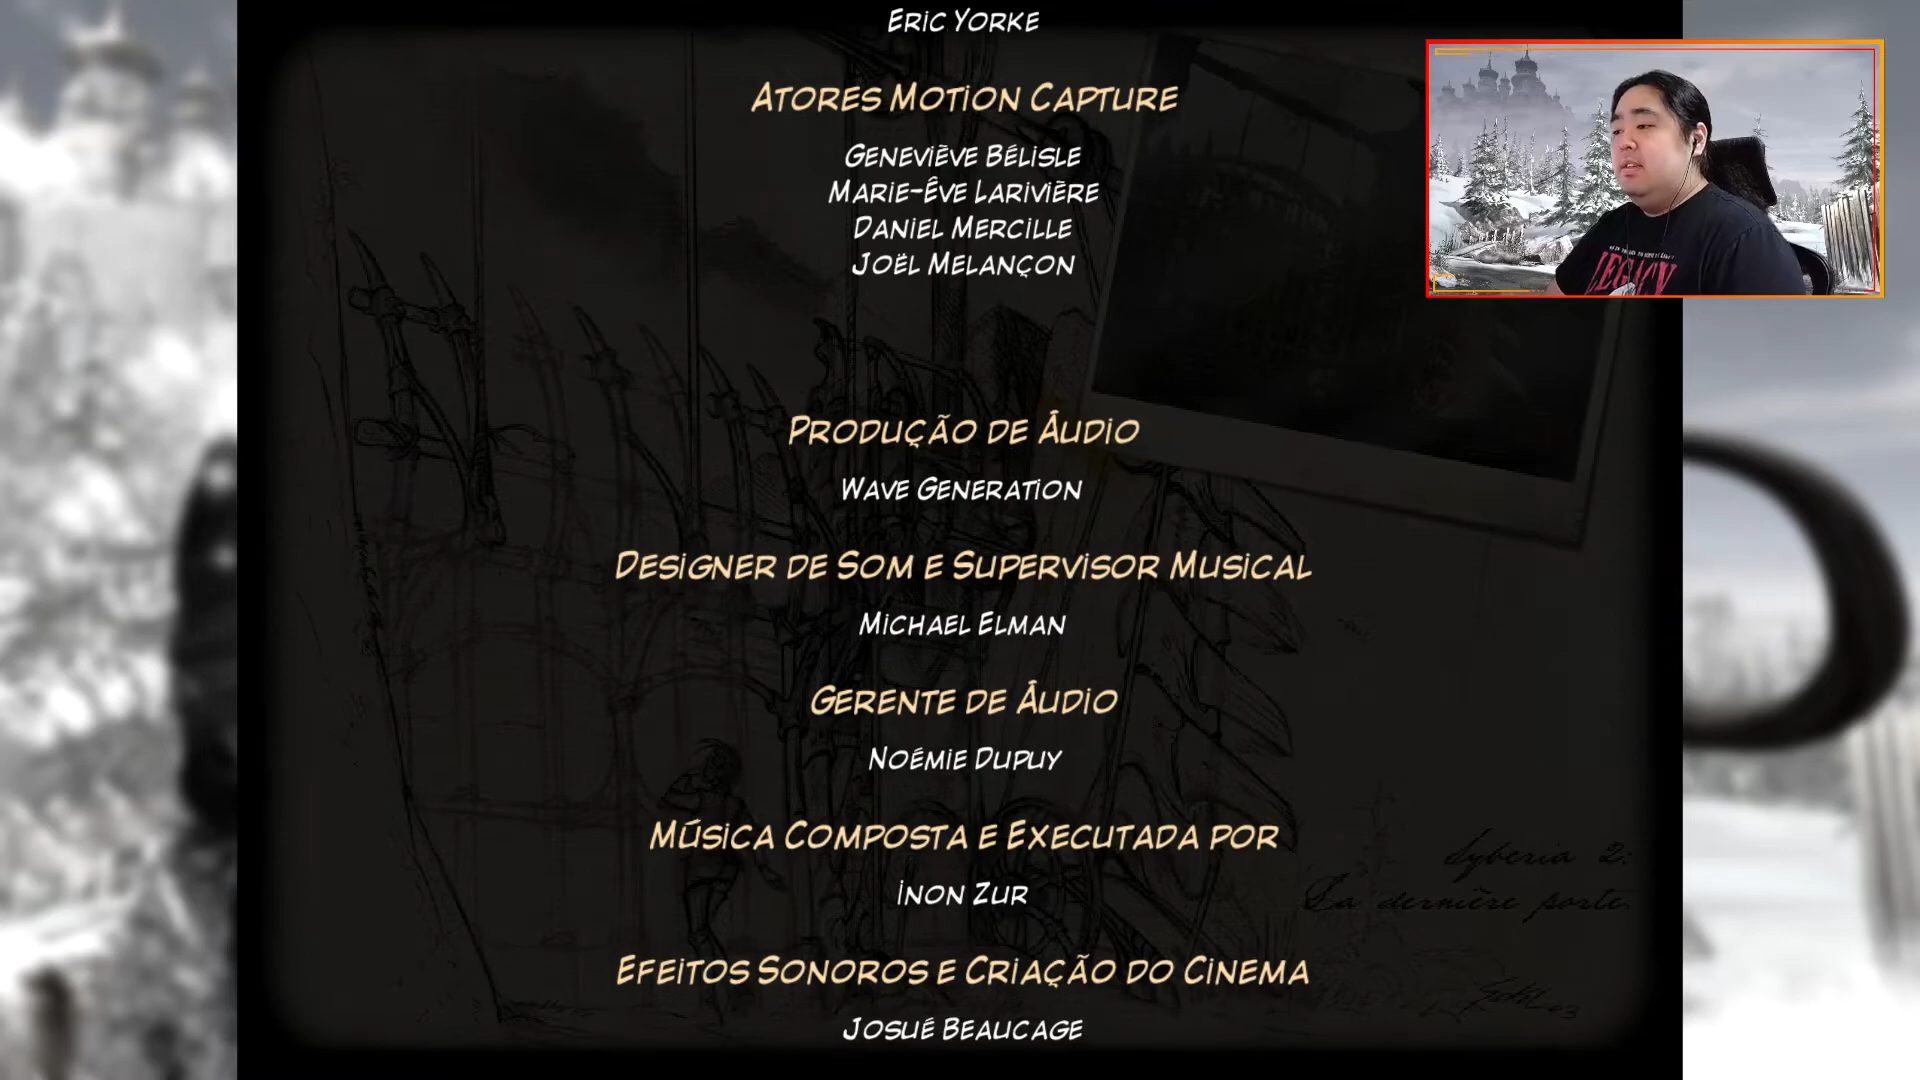 Eric Yorke
Atores Motion Capture
Geneviève Bélisle
Marie-Ève Larivière
Daniel Mercille
Joël Melançon
Produção de Áudio
Wave Generation
Designer de Som e Supervisor Musical
Michael Elman
Gerente de Áudio
Noémie Dupuy
Música Composta e Executada por
Inon Zur
Efeitos Sonoros e Criação do Cinema
Josué Beaucage
Syberia 2:
La dernière porte.
LEGACY